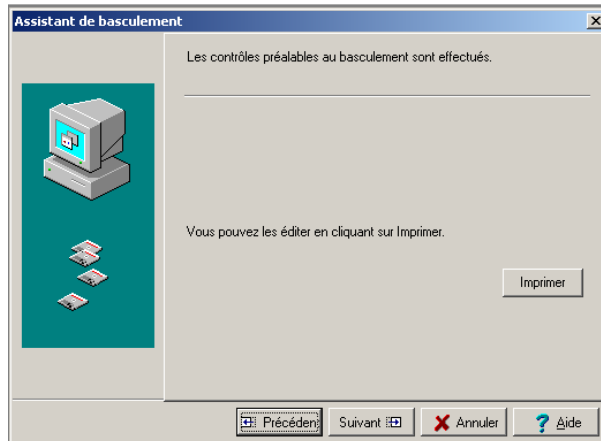 Assistant de basculement
Les contrôles préalables au basculement sont effectués.
Vous pouvez les éditer en cliquant sur Imprimer.
Imprimer
Précéden
Suivant
Annuler
Aide